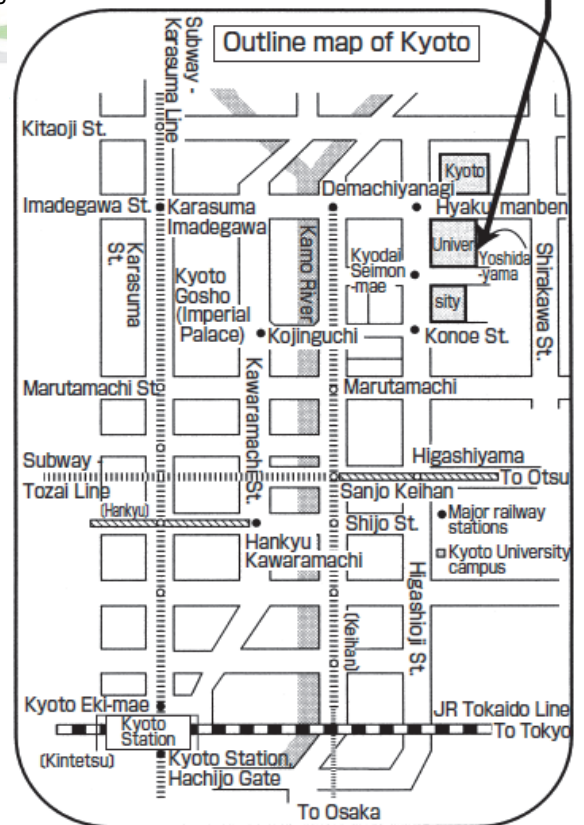 Outline map of Kyoto
Subway -
Karasuma Line
Kitaoji St.
Kyoto
Demachiyanagi
Imadegawa St.
Karasuma
Imadegawa
Hyaku manben
Karasuma
St.
Kamo River
Univer
Yoshida
-yama
Shirakawa St.
Kyodai
Seimon
-mae
Kyoto
Gosho
(Imperial
Palace)
sity
Kojinguchi
Konoe St.
Marutamachi St.
Kawaramachi St.
Marutamachi
Higashiyama
Subway -
Tozai Line
To Otsu
Sanjo Keihan
(Hankyu)
Shijo St.
Major railway
stations
Hankyu
Kawaramachi
Kyoto University
campus
Higashioji St.
(Keihan)
Kyoto Eki-mae
JR Tokaido Line
Kyoto
Station
To Tokyo
(Kintetsu)
Kyoto Station,
Hachijo Gate
To Osaka